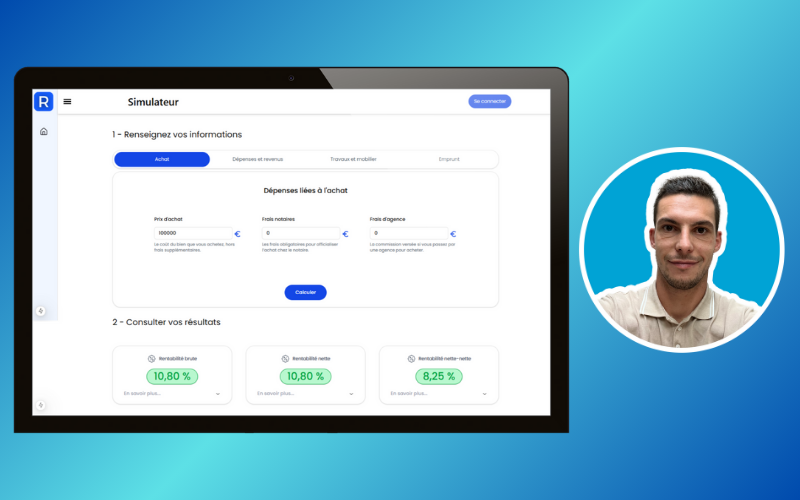 R
Simulateur
Se connecter
1 - Renseignez vos informations
Achat
Dépenses et revenus
Travaux et mobilier
Emprunt
Dépenses liées à l'achat
Prix d'achat
Frais notaires
Frais d'agence
100000 €
0 €
0 €
Le coût du bien que vous achetez, hors
frais supplémentaires.
Les frais obligatoires pour officialiser
l'achat chez le notaire.
La commission versée si vous passez par
une agence pour acheter.
Calculer
2 - Consulter vos résultats
Rentabilité brute
Rentabilité nette
Rentabilité nette-nette
10,80 %
10,80 %
8,25 %
En savoir plus...
En savoir plus...
En savoir plus...